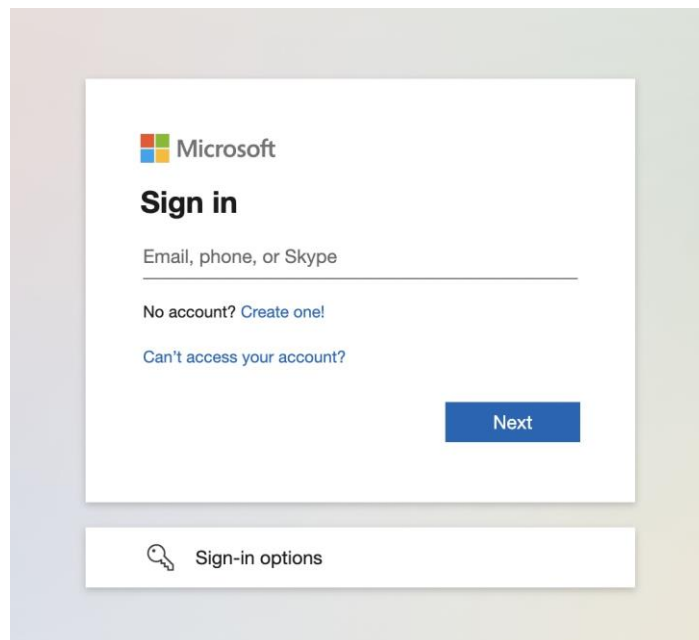 Microsoft
Sign in
Email, phone, or Skype
No account? Create one!
Can't access your account?
Next
Sign-in options